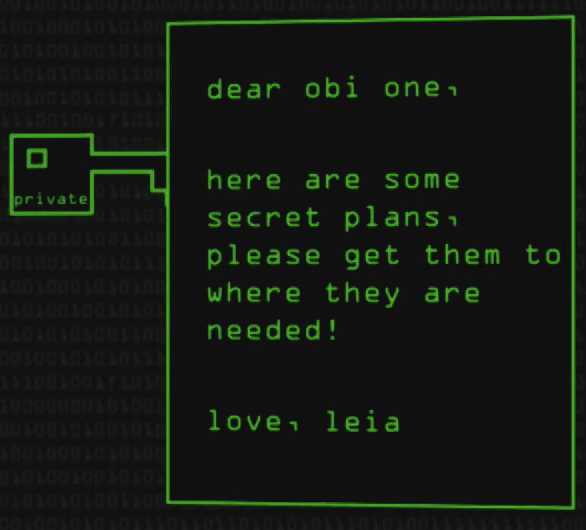 private
dear obi one,
here are some
secret plans,
please get them to
where they are
needed!
love, leia